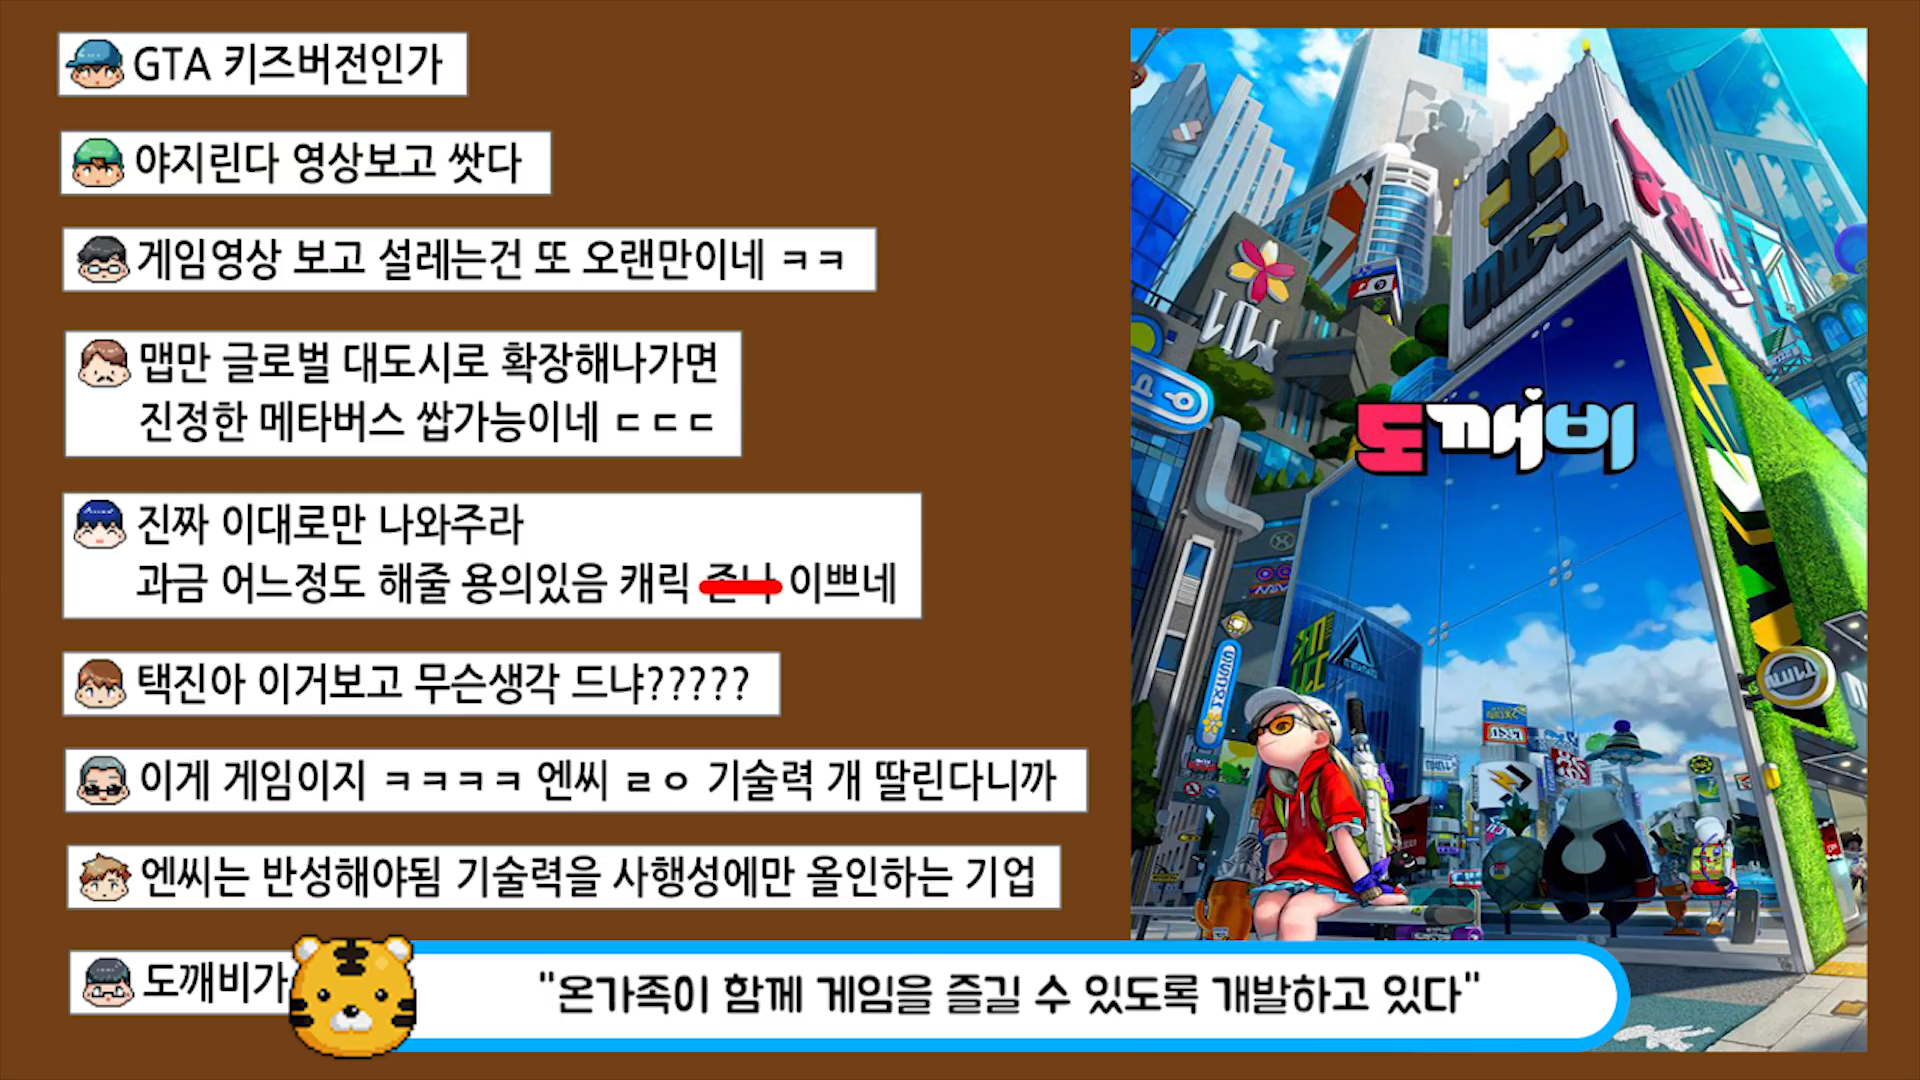 GTA 키즈버전인가
야지린다 영상보고 쌋다
게임영상 보고 설레는건 또 오랜만이네 ㅋㅋ
맵만 글로벌 대도시로 확장해나가면
진정한 메타버스 쌉가능이네 ㄷㄷㄷ
진짜 이대로만 나와주라
과금 어느정도 해줄 용의있음 캐릭 이쁘네
택진아 이거보고 무슨생각 드냐?????
이게 게임이지 ㅋㅋㅋㅋ 엔씨 ㄹㅇ 기술력 개 딸린다니까
엔씨는 반성해야됨 기술력을 사행성에만 올인하는 기업
도깨비가
도깨비
"온가족이 함께 게임을 즐길 수 있도록 개발하고 있다"